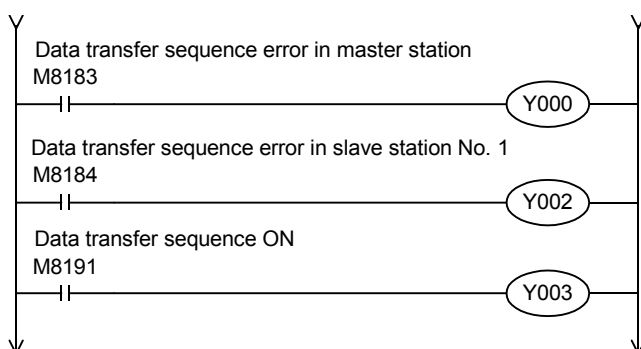 Data transfer sequence error in master station
M8183
Y000
Data transfer sequence error in slave station No. 1
M8184
Y002
Data transfer sequence ON
M8191
Y003